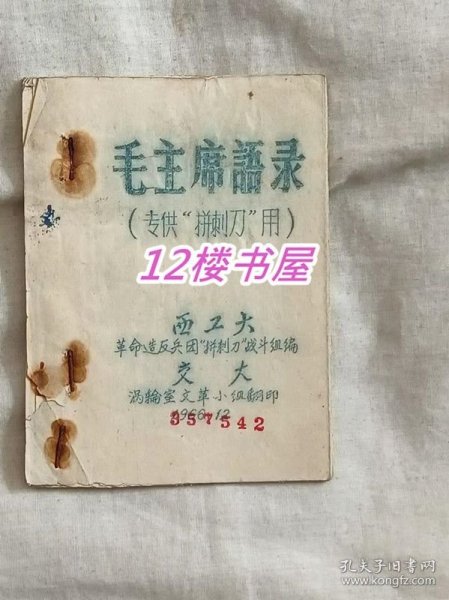 毛主席語录
(专供“拼刺刀”用)
12楼书屋
西工大
革命造反兵团“拼刺刀”战斗组编
交大
涡輪室文革小组翻印
1966.12
357542
孔夫子旧书网
www.kongfz.com